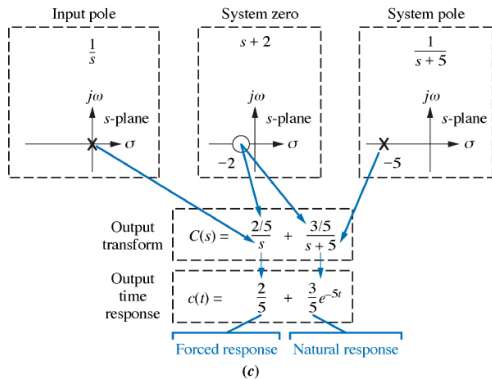 Input pole
System zero
System pole
1/s
s + 2
1/(s + 5)
jω
jω
jω
s-plane
s-plane
s-plane
σ
σ
σ
−2
−5
Output transform
C(s) = 2/5/s + 3/5/(s + 5)
Output time response
c(t) = 2/5 + 3/5 e^−5t
Forced response
Natural response
(c)